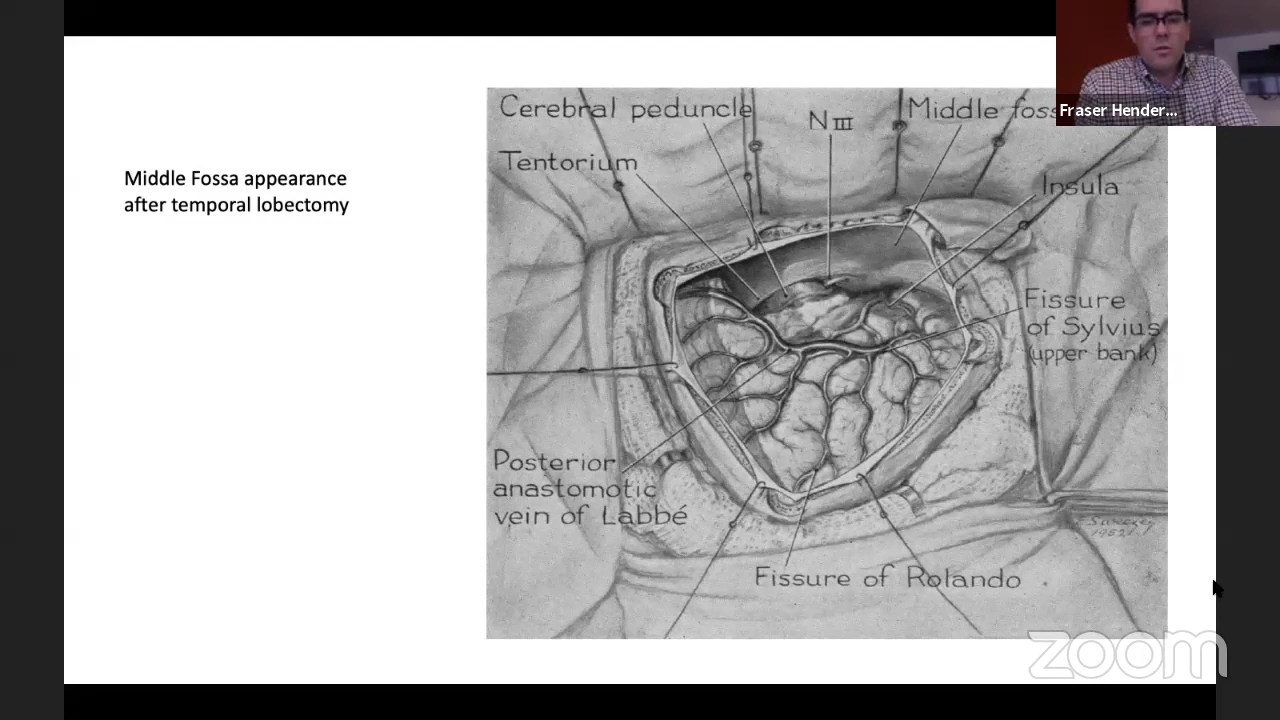 Fraser Hender...
Middle Fossa appearance
after temporal lobectomy
Cerebral peduncle
N III
Middle foss
Tentorium
Insula
Fissure
of Sylvius
(upper bank)
Posterior
anastomotic
vein of Labbé
Fissure of Rolando
1952
zoom